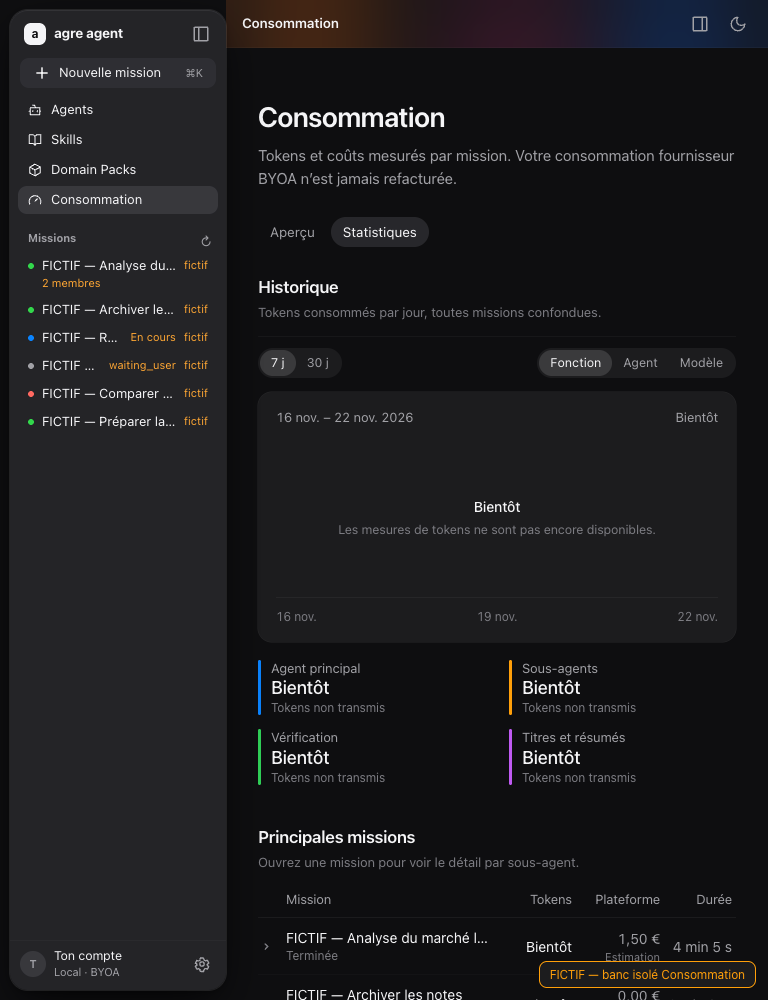 a agre agent
Nouvelle mission ⌘K
Agents
Skills
Domain Packs
Consommation
Missions
FICTIF — Analyse du... fictif
2 membres
FICTIF — Archiver le... fictif
FICTIF — R... En cours fictif
FICTIF ... waiting_user fictif
FICTIF — Comparer ... fictif
FICTIF — Préparer la... fictif
T
Ton compte
Local · BYOA
Consommation
Consommation
Tokens et coûts mesurés par mission. Votre consommation fournisseur
BYOA n’est jamais refacturée.
Aperçu Statistiques
Historique
Tokens consommés par jour, toutes missions confondues.
7 j 30 j Fonction Agent Modèle
16 nov. – 22 nov. 2026 Bientôt
Bientôt
Les mesures de tokens ne sont pas encore disponibles.
16 nov. 19 nov. 22 nov.
Agent principal
Bientôt
Tokens non transmis
Sous-agents
Bientôt
Tokens non transmis
Vérification
Bientôt
Tokens non transmis
Titres et résumés
Bientôt
Tokens non transmis
Principales missions
Ouvrez une mission pour voir le détail par sous-agent.
Mission Tokens Plateforme Durée
FICTIF — Analyse du marché l... Bientôt 1,50 € 4 min 5 s
Terminée Estimation
FICTIF — banc isolé Consommation
FICTIF — Archiver les notes 0,00 €